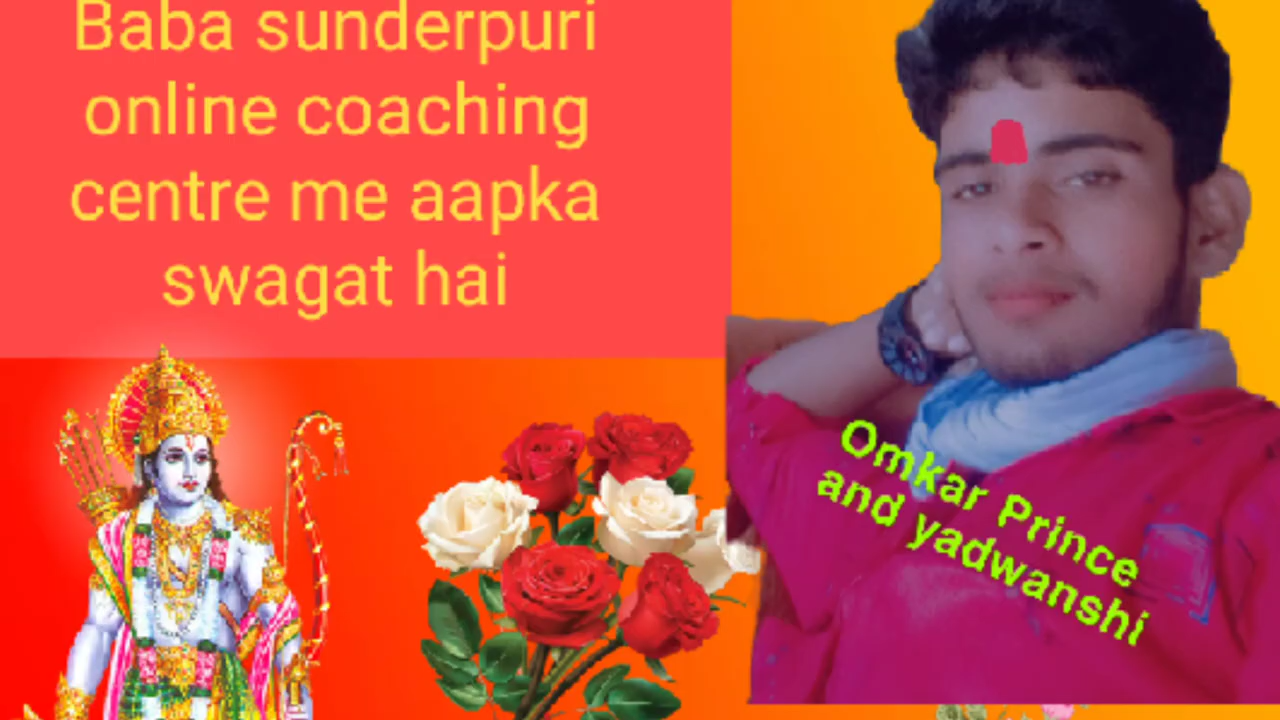 Baba sunderpuri
online coaching
centre me aapka
swagat hai
Omkar Prince
and yadwanshi